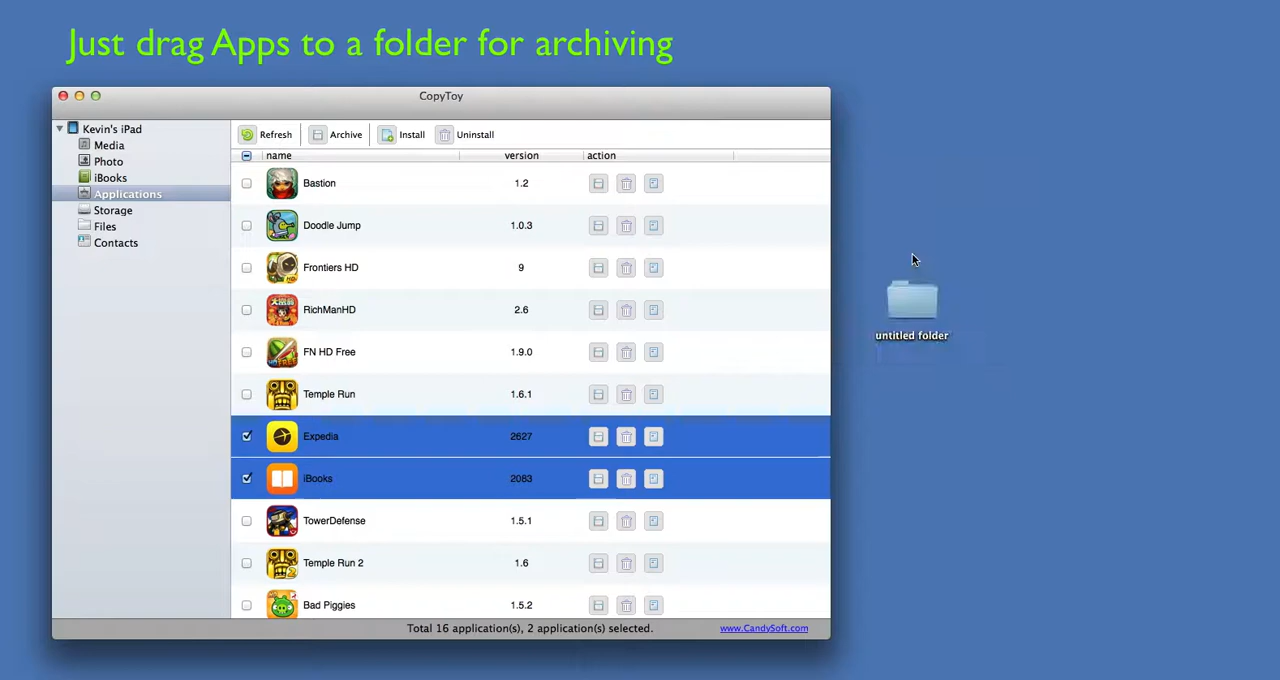 Just drag Apps to a folder for archiving
CopyToy
Kevin's iPad
Media
Photo
iBooks
Applications
Storage
Files
Contacts
Refresh Archive Install Uninstall
name version action
Bastion 1.2
Doodle Jump 1.0.3
Frontiers HD 9
RichManHD 2.6
FN HD Free 1.9.0
Temple Run 1.6.1
Expedia 2627
iBooks 2083
TowerDefense 1.5.1
Temple Run 2 1.6
Bad Piggies 1.5.2
Total 16 application(s), 2 application(s) selected. www.CandySoft.com
untitled folder